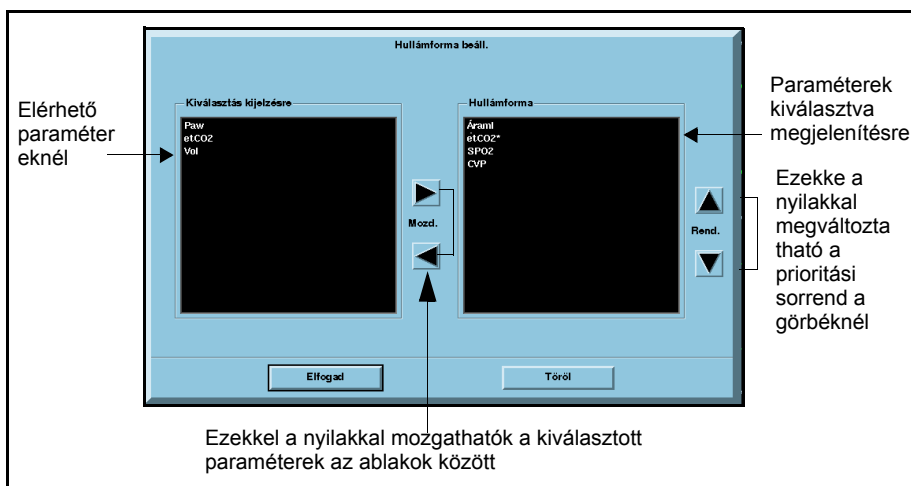 Hullámforma beáll.
Elérhető
paraméter
eknél
Kiválasztás kijelzésre
Paw
etCO2
Vol
Mozd.
Hullámforma
Áraml
etCO2*
SPO2
CVP
Rend.
Paraméterek
kiválasztva
megjelenítésre
Ezekke a
nyilakkal
megváltozta
tható a
prioritási
sorrend a
görbéknél
Elfogad
Töröl
Ezekkel a nyilakkal mozgathatók a kiválasztott
paraméterek az ablakok között